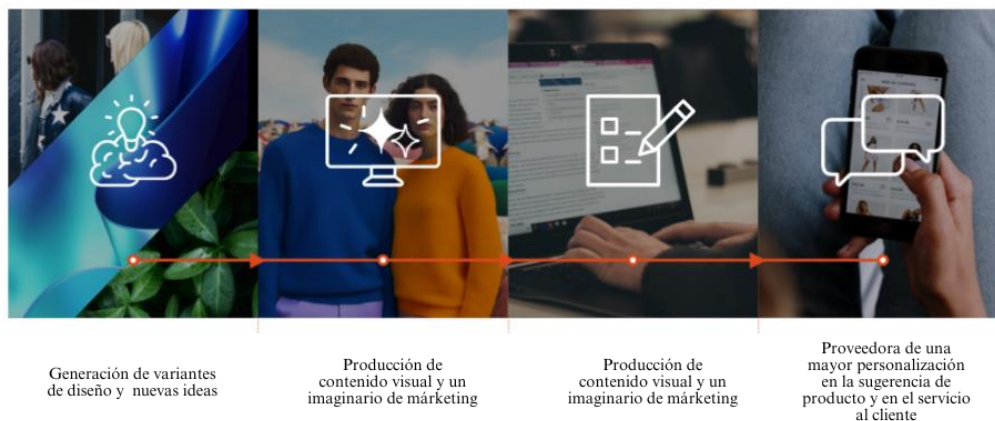 Generación de variantes
de diseño y nuevas ideas
Producción de
contenido visual y un
imaginario de márketing
Producción de
contenido visual y un
imaginario de márketing
Proveedora de una
mayor personalización
en la sugerencia de
producto y en el servicio
al cliente